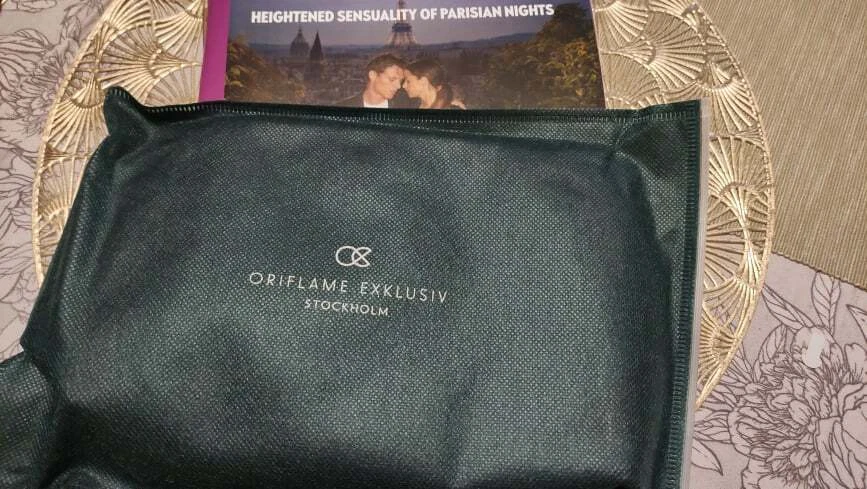 HEIGHTENED SENSUALITY OF PARISIAN NIGHTS
ORIFLAME EXKLUSIV
STOCKHOLM